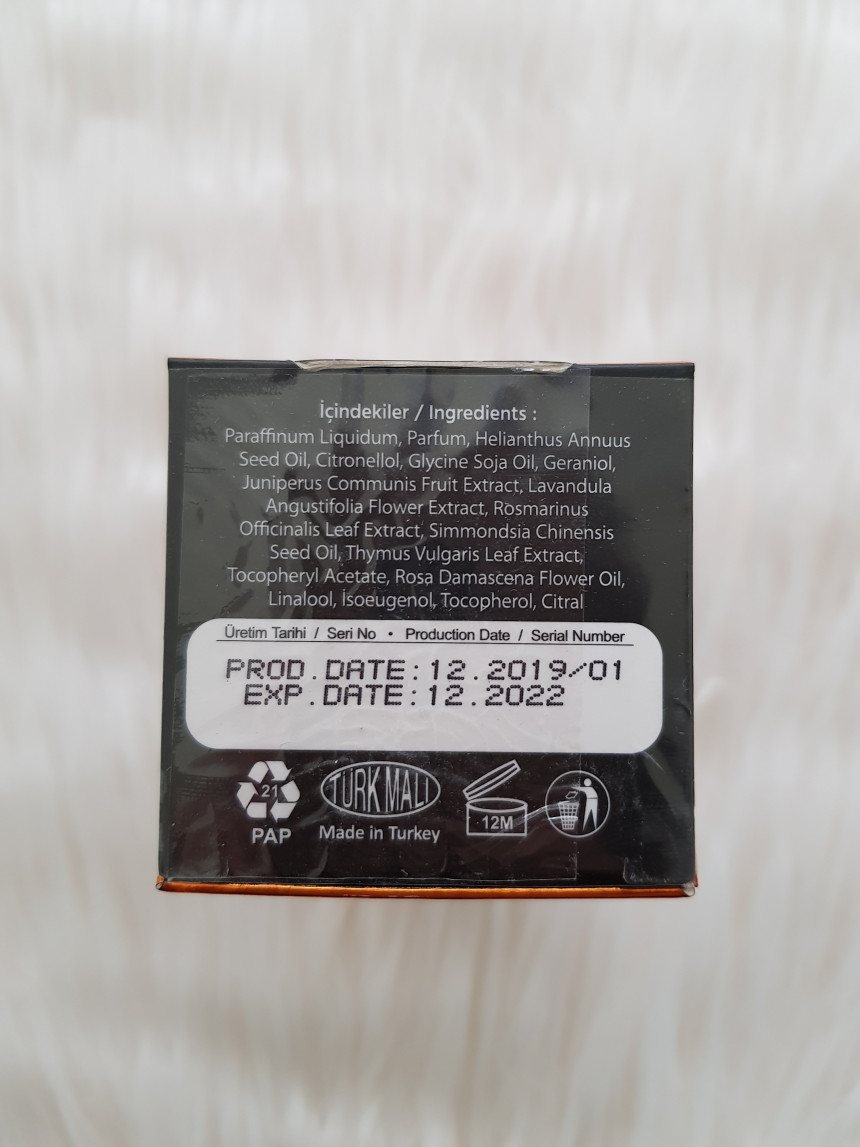 İçindekiler / Ingredients :
Paraffinum Liquidum, Parfum, Helianthus Annuus
Seed Oil, Citronellol, Glycine Soja Oil, Geraniol,
Juniperus Communis Fruit Extract, Lavandula
Angustifolia Flower Extract, Rosmarinus
Officinalis Leaf Extract, Simmondsia Chinensis
Seed Oil, Thymus Vulgaris Leaf Extract,
Tocopheryl Acetate, Rosa Damascena Flower Oil,
Linalool, İsoeugenol, Tocopherol, Citral
Üretim Tarihi / Seri No • Production Date / Serial Number
PROD.DATE:12.2019/01
EXP.DATE:12.2022
21
PAP
TÜRK MALI
Made in Turkey
12M